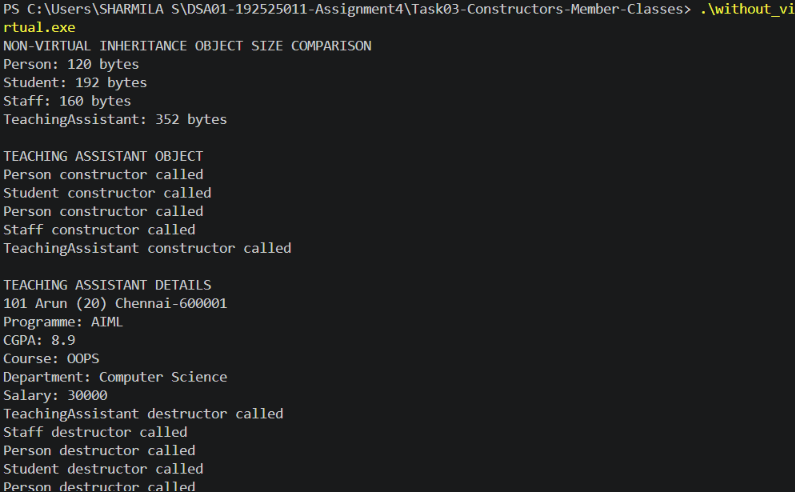 PS C:\Users\SHARMILA S\DSA01-192525011-Assignment4\Task03-Constructors-Member-Classes> .\without_vi
rtual.exe
NON-VIRTUAL INHERITANCE OBJECT SIZE COMPARISON
Person: 120 bytes
Student: 192 bytes
Staff: 160 bytes
TeachingAssistant: 352 bytes
TEACHING ASSISTANT OBJECT
Person constructor called
Student constructor called
Person constructor called
Staff constructor called
TeachingAssistant constructor called
TEACHING ASSISTANT DETAILS
101 Arun (20) Chennai-600001
Programme: AIML
CGPA: 8.9
Course: OOPS
Department: Computer Science
Salary: 30000
TeachingAssistant destructor called
Staff destructor called
Person destructor called
Student destructor called
Person destructor called